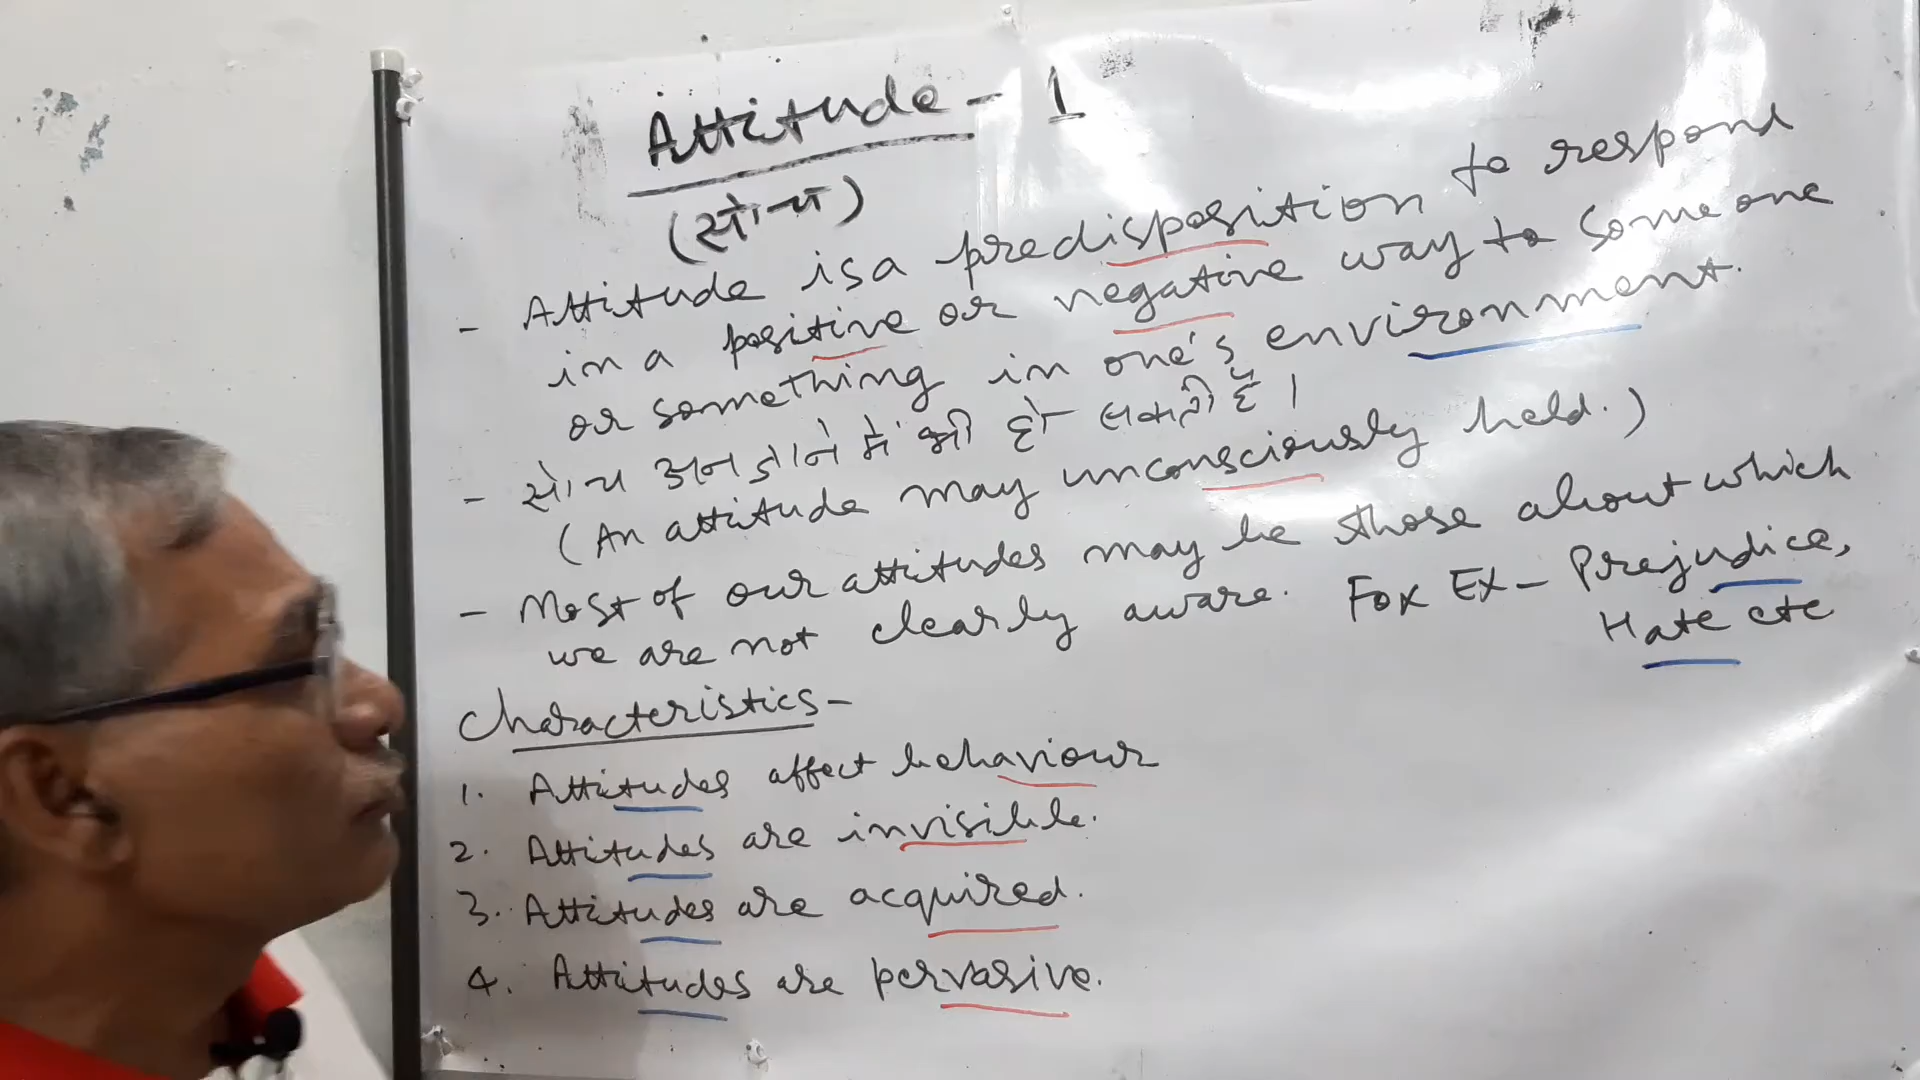 Attitude - 1
(सोच)
- Attitude is a predisposition to respond
in a positive or negative way to someone
or something in one's environment.
- सोच अनजाने में भी हो सकती है।
(An attitude may unconsciously held.)
- Most of our attitudes may be those about which
we are not clearly aware. For Ex- Prejudice,
Hate etc
Characteristics-
1. Attitudes affect behaviour
2. Attitudes are invisible.
3. Attitudes are acquired.
4. Attitudes are pervasive.